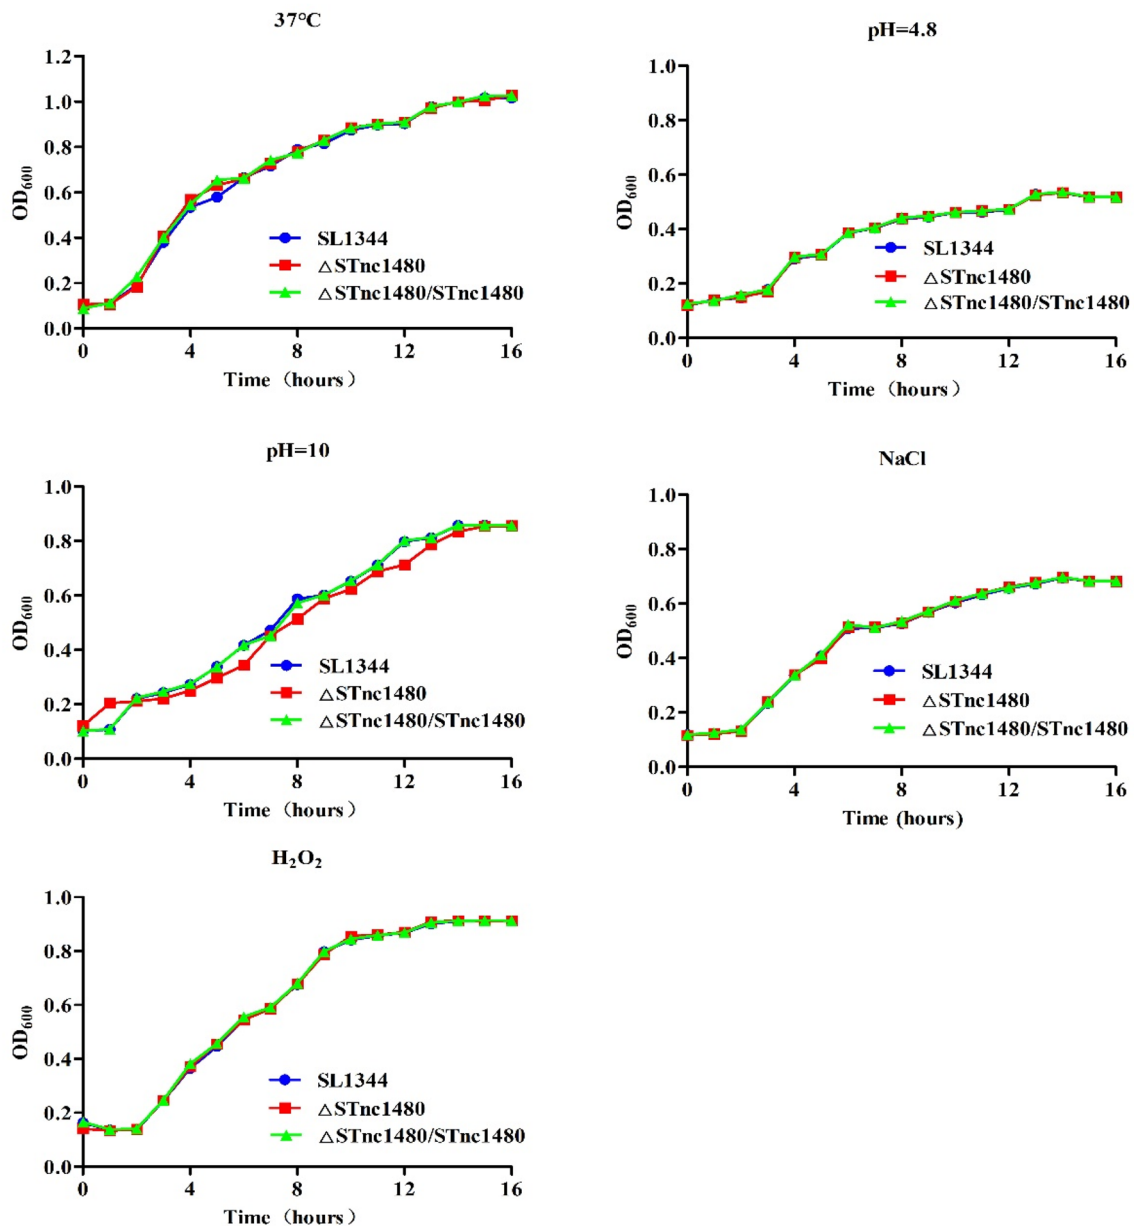 37°C
1.2
1.0
0.8
0.6
0.4
0.2
0.0
OD600
SL1344
△STnc1480
△STnc1480/STnc1480
0 4 8 12 16
Time（hours）
pH=4.8
1.0
0.8
0.6
0.4
0.2
0.0
OD600
SL1344
△STnc1480
△STnc1480/STnc1480
0 4 8 12 16
Time（hours）
pH=10
1.0
0.8
0.6
0.4
0.2
0.0
OD600
SL1344
△STnc1480
△STnc1480/STnc1480
0 4 8 12 16
Time（hours）
NaCl
1.0
0.8
0.6
0.4
0.2
0.0
OD600
SL1344
△STnc1480
△STnc1480/STnc1480
0 4 8 12 16
Time (hours)
H2O2
1.0
0.8
0.6
0.4
0.2
0.0
OD600
SL1344
△STnc1480
△STnc1480/STnc1480
0 4 8 12 16
Time（hours）